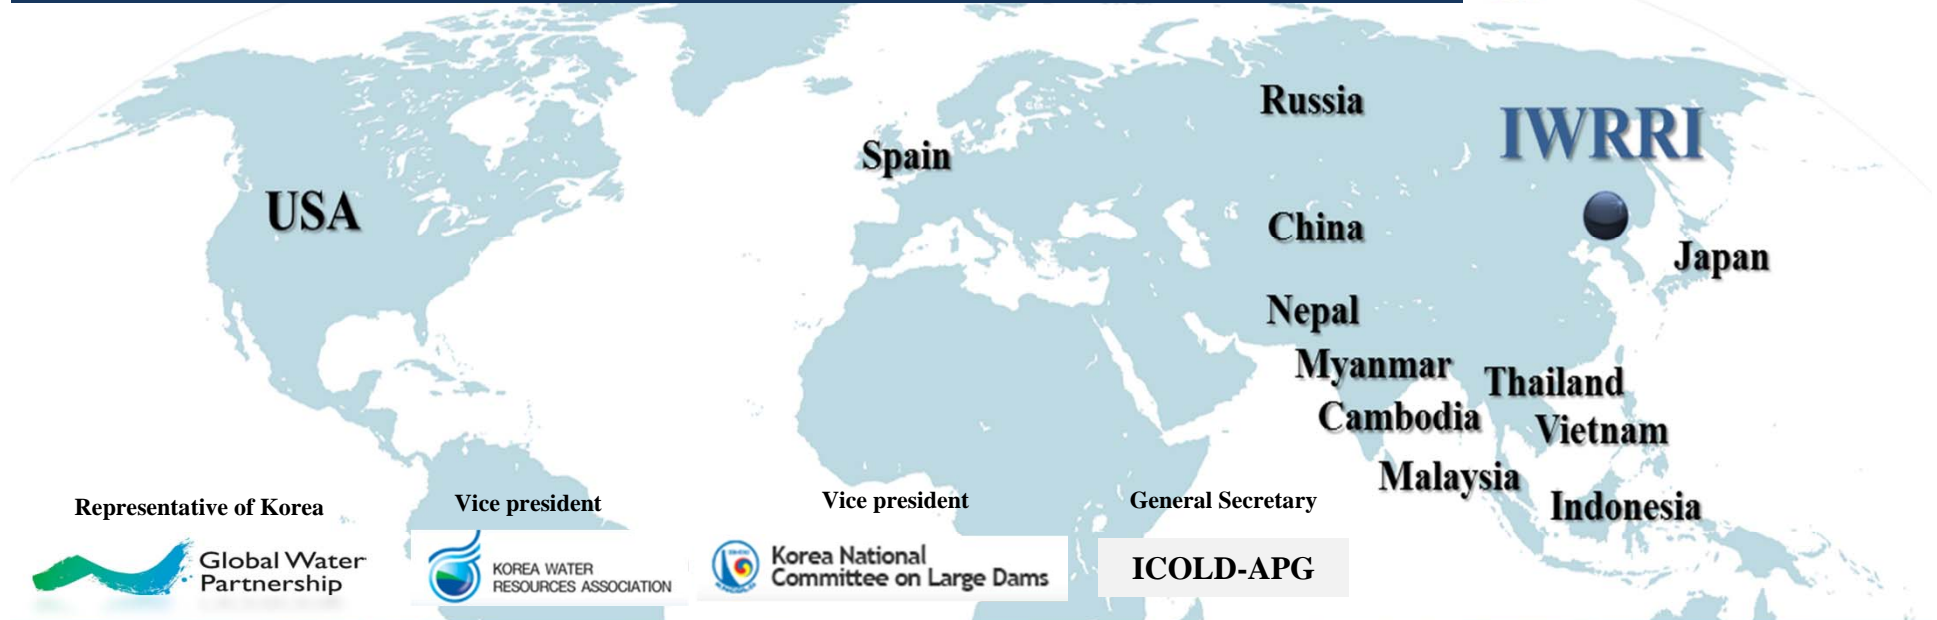 Russia
IWRRI
Spain
USA
China
Japan
Nepal
Myanmar
Thailand
Cambodia
Vietnam
Malaysia
Indonesia
Representative of Korea
Vice president
Vice president
General Secretary
Global Water
Partnership
KOREA WATER
RESOURCES ASSOCIATION
Korea National
Committee on Large Dams
ICOLD-APG